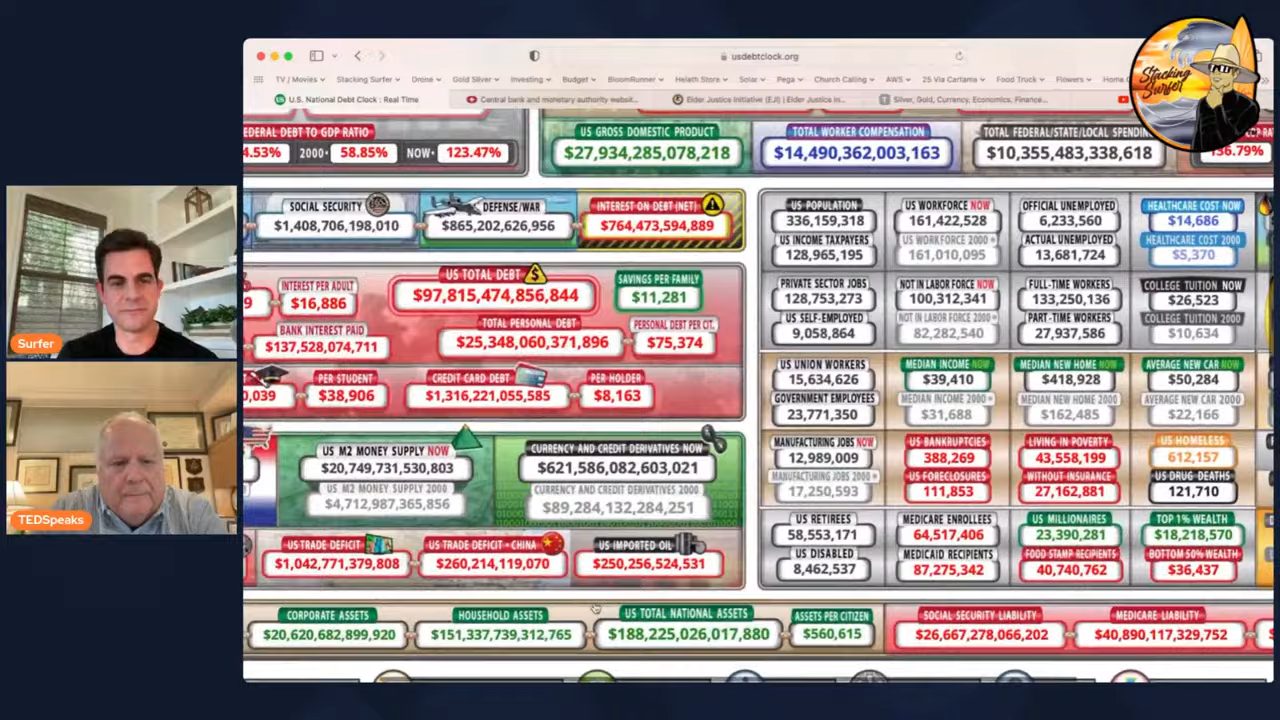 usdebtclock.org
TV / Movies
Stacking Surfer
Drone
Gold Silver
Investing
Budget
BloomRunner
Helath Store
Solar
Pega
Church Calling
AWS
25 Via Cartama
Food Truck
Flowers
Home
U.S. National Debt Clock : Real Time
Central bank and monetary authority websit...
Elder Justice Initiative (EJI) | Elder Justice In...
Silver, Gold, Currency, Economics, Finance...
Stacking Surfer
FEDERAL DEBT TO GDP RATIO
4.53% 2000 • 58.85% NOW • 123.47%
US GROSS DOMESTIC PRODUCT
$27,934,285,078,218
TOTAL WORKER COMPENSATION
$14,490,362,003,163
TOTAL FEDERAL/STATE/LOCAL SPENDING
$10,355,483,338,618
136.79%
SOCIAL SECURITY
$1,408,706,198,010
DEFENSE/WAR
$865,202,626,956
INTEREST ON DEBT (NET)
$764,473,594,889
INTEREST PER ADULT
9 $16,886
US TOTAL DEBT
$97,815,474,856,844
SAVINGS PER FAMILY
$11,281
BANK INTEREST PAID
$137,528,074,711
TOTAL PERSONAL DEBT
$25,348,060,371,896
PERSONAL DEBT PER CIT.
$75,374
PER STUDENT
0,039 $38,906
CREDIT CARD DEBT
$1,316,221,055,585
PER HOLDER
$8,163
US M2 MONEY SUPPLY NOW
$20,749,731,530,803
US M2 MONEY SUPPLY 2000
$4,712,987,365,856
CURRENCY AND CREDIT DERIVATIVES NOW
$621,586,082,603,021
CURRENCY AND CREDIT DERIVATIVES 2000
$89,284,132,284,251
US TRADE DEFICIT
$1,042,771,379,808
US TRADE DEFICIT - CHINA
$260,214,119,070
US IMPORTED OIL
$250,256,524,531
US POPULATION
336,159,318
US INCOME TAXPAYERS
128,965,195
US WORKFORCE NOW
161,422,528
US WORKFORCE 2000
161,010,095
OFFICIAL UNEMPLOYED
6,233,560
ACTUAL UNEMPLOYED
13,681,724
HEALTHCARE COST NOW
$14,686
HEALTHCARE COST 2000
$5,370
PRIVATE SECTOR JOBS
128,753,273
US SELF-EMPLOYED
9,058,864
NOT IN LABOR FORCE NOW
100,312,341
NOT IN LABOR FORCE 2000
82,282,540
FULL-TIME WORKERS
133,250,136
PART-TIME WORKERS
27,937,586
COLLEGE TUITION NOW
$26,523
COLLEGE TUITION 2000
$10,634
US UNION WORKERS
15,634,626
GOVERNMENT EMPLOYEES
23,771,350
MEDIAN INCOME NOW
$39,410
MEDIAN INCOME 2000
$31,688
MEDIAN NEW HOME NOW
$418,928
MEDIAN NEW HOME 2000
$162,485
AVERAGE NEW CAR NOW
$50,284
AVERAGE NEW CAR 2000
$22,166
MANUFACTURING JOBS NOW
12,989,009
MANUFACTURING JOBS 2000
17,250,593
US BANKRUPTCIES
388,269
US FORECLOSURES
111,853
LIVING IN POVERTY
43,558,199
WITHOUT INSURANCE
27,162,881
US HOMELESS
612,157
US DRUG DEATHS
121,710
US RETIREES
58,553,171
US DISABLED
8,462,537
MEDICARE ENROLLEES
64,517,406
MEDICAID RECIPIENTS
87,275,342
US MILLIONAIRES
23,390,281
FOOD STAMP RECIPIENTS
40,740,762
TOP 1% WEALTH
$18,218,570
BOTTOM 50% WEALTH
$36,437
CORPORATE ASSETS
$20,620,682,899,920
HOUSEHOLD ASSETS
$151,337,739,312,765
US TOTAL NATIONAL ASSETS
$188,225,026,017,880
ASSETS PER CITIZEN
$560,615
SOCIAL SECURITY LIABILITY
$26,667,278,066,202
MEDICARE LIABILITY
$40,890,117,329,752
Surfer
TEDSpeaks